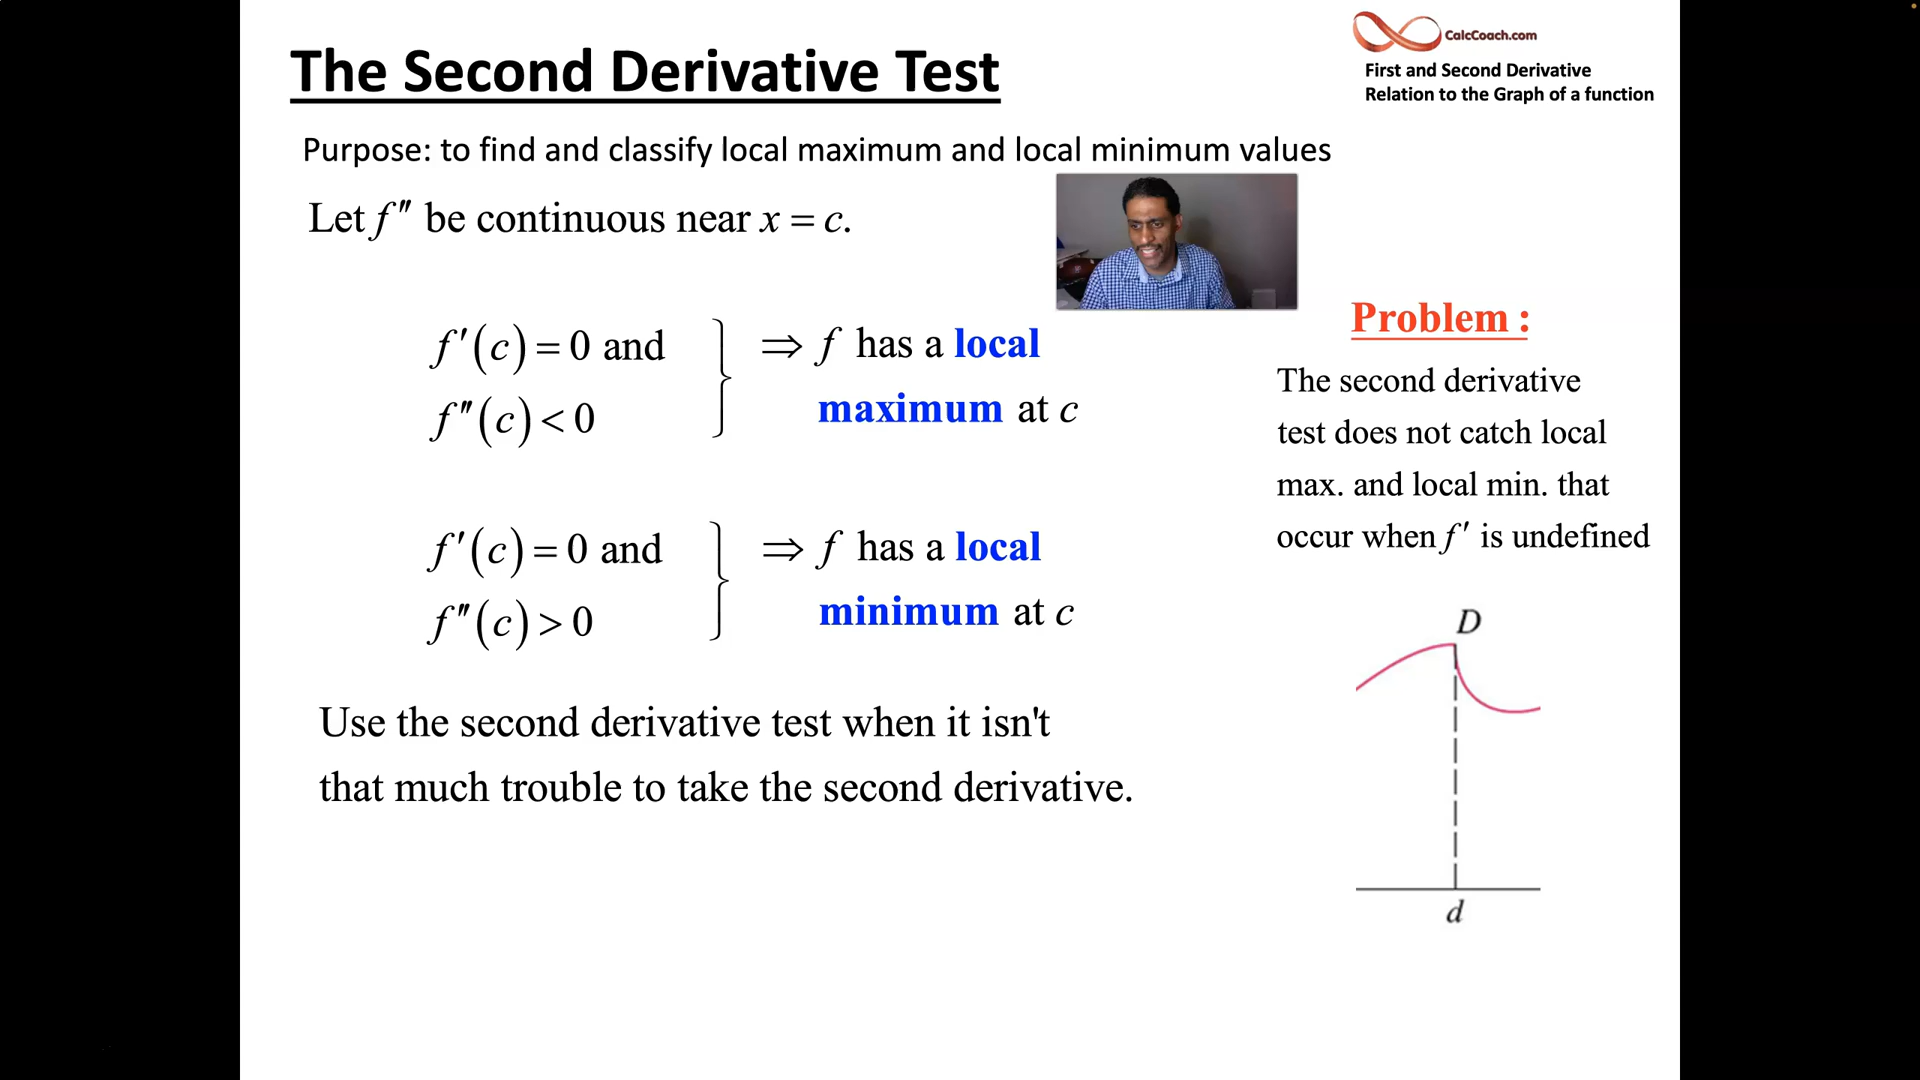 The Second Derivative Test
CalcCoach.com
First and Second Derivative
Relation to the Graph of a function
Purpose: to find and classify local maximum and local minimum values
Let f″ be continuous near x = c.
f′(c) = 0 and
f″(c) < 0
⇒ f has a local
maximum at c
f′(c) = 0 and
f″(c) > 0
⇒ f has a local
minimum at c
Use the second derivative test when it isn't
that much trouble to take the second derivative.
Problem :
The second derivative
test does not catch local
max. and local min. that
occur when f′ is undefined
D
d